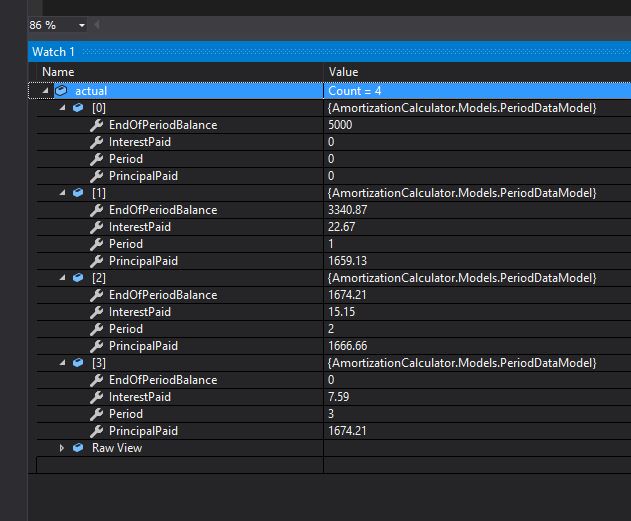 86 %
Watch 1
Name Value
actual Count = 4
[0] {AmortizationCalculator.Models.PeriodDataModel}
EndOfPeriodBalance 5000
InterestPaid 0
Period 0
PrincipalPaid 0
[1] {AmortizationCalculator.Models.PeriodDataModel}
EndOfPeriodBalance 3340.87
InterestPaid 22.67
Period 1
PrincipalPaid 1659.13
[2] {AmortizationCalculator.Models.PeriodDataModel}
EndOfPeriodBalance 1674.21
InterestPaid 15.15
Period 2
PrincipalPaid 1666.66
[3] {AmortizationCalculator.Models.PeriodDataModel}
EndOfPeriodBalance 0
InterestPaid 7.59
Period 3
PrincipalPaid 1674.21
Raw View